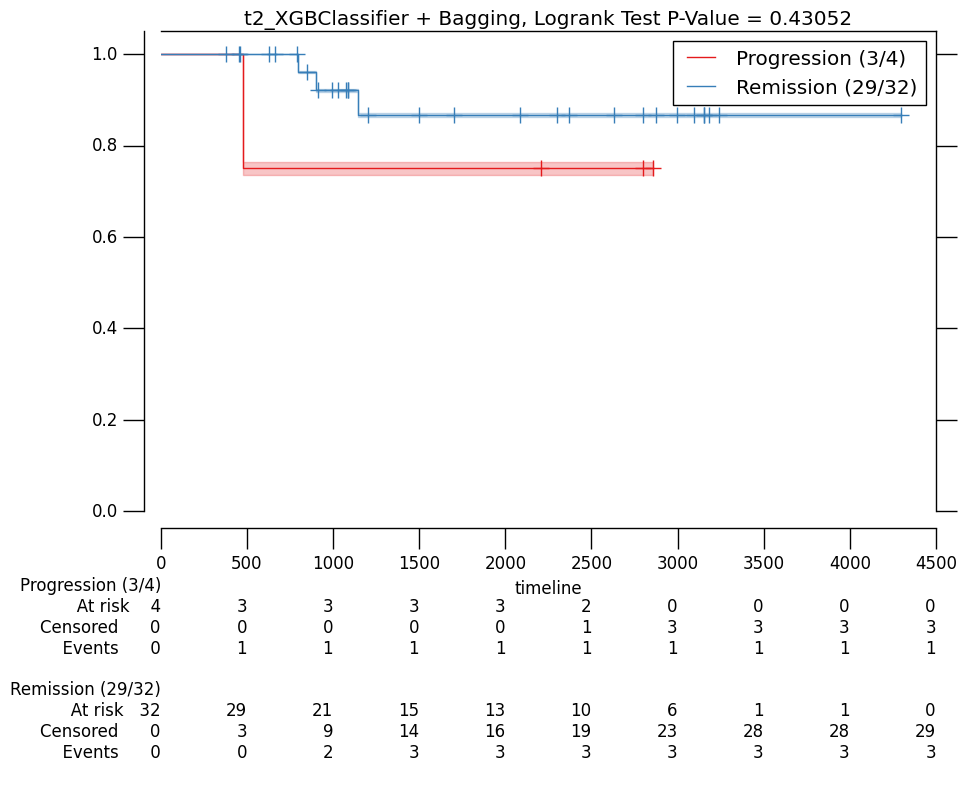 t2_XGBClassifier + Bagging, Logrank Test P-Value = 0.43052
Progression (3/4)
Remission (29/32)
1.0
0.8
0.6
0.4
0.2
0.0
0 500 1000 1500 2000 2500 3000 3500 4000 4500
timeline
Progression (3/4)
At risk 4 3 3 3 3 2 0 0 0 0
Censored 0 0 0 0 0 1 3 3 3 3
Events 0 1 1 1 1 1 1 1 1 1
Remission (29/32)
At risk 32 29 21 15 13 10 6 1 1 0
Censored 0 3 9 14 16 19 23 28 28 29
Events 0 0 2 3 3 3 3 3 3 3